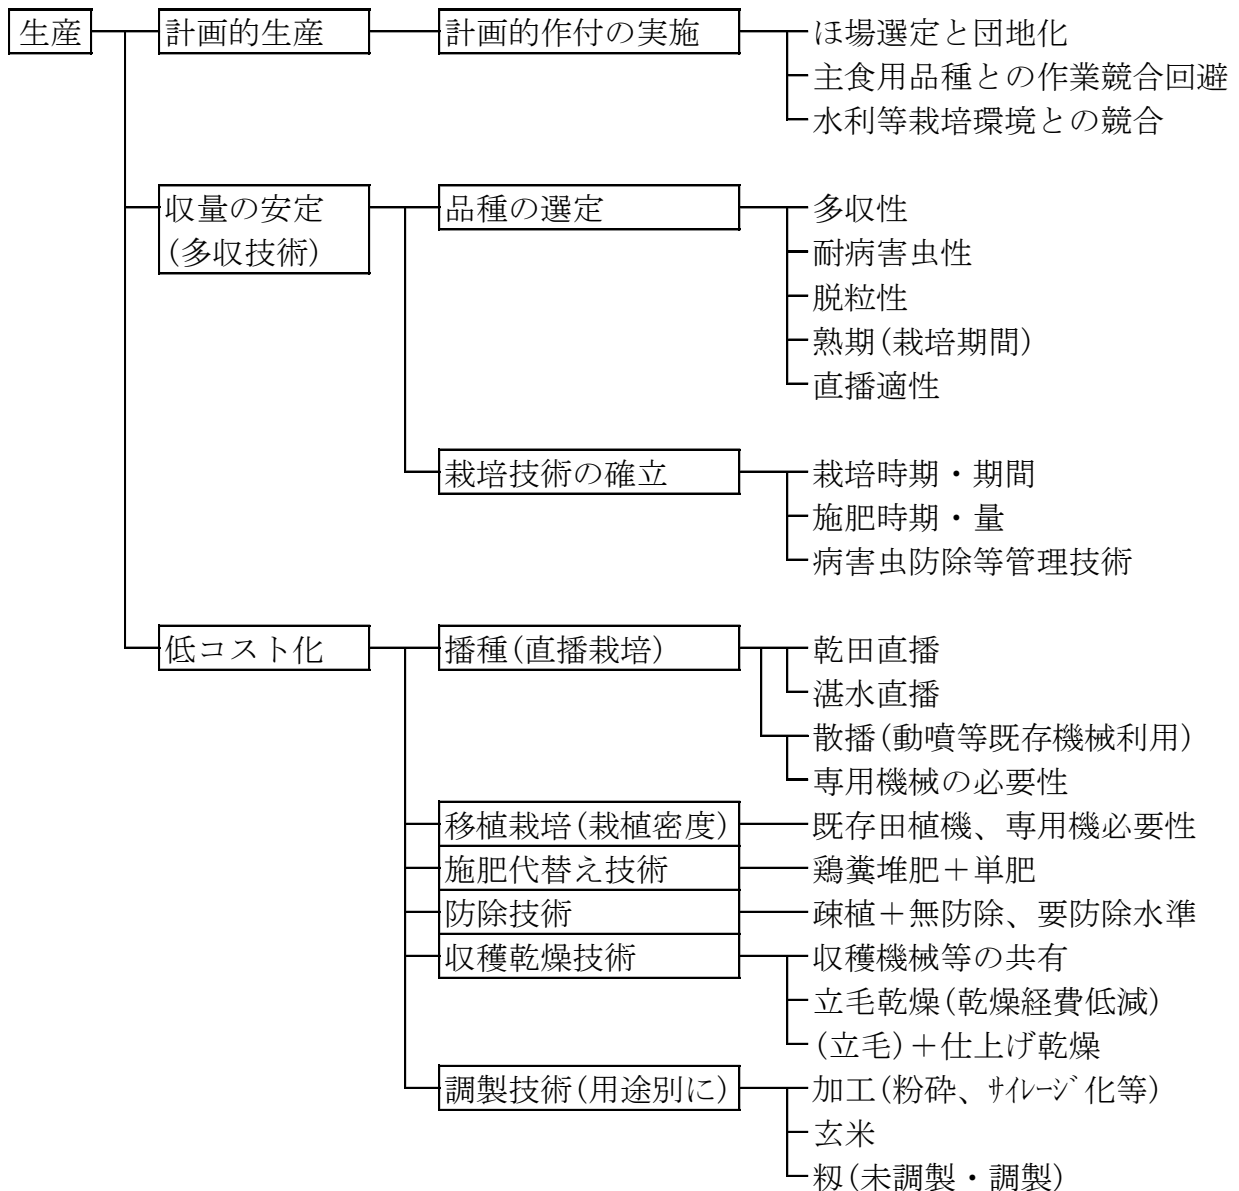 生産 計画的生産 計画的作付の実施 ほ場選定と団地化
主食用品種との作業競合回避
水利等栽培環境との競合
収量の安定 品種の選定 多収性
(多収技術) 耐病害虫性
脱粒性
熟期(栽培期間)
直播適性
栽培技術の確立 栽培時期・期間
施肥時期・量
病害虫防除等管理技術
低コスト化 播種(直播栽培) 乾田直播
湛水直播
散播(動噴等既存機械利用)
専用機械の必要性
移植栽培(栽植密度) 既存田植機、専用機必要性
施肥代替え技術 鶏糞堆肥＋単肥
防除技術 疎植＋無防除、要防除水準
収穫乾燥技術 収穫機械等の共有
立毛乾燥(乾燥経費低減)
(立毛)＋仕上げ乾燥
調製技術(用途別に) 加工(粉砕、ｻｲﾚｰｼﾞ化等)
玄米
籾(未調製・調製)